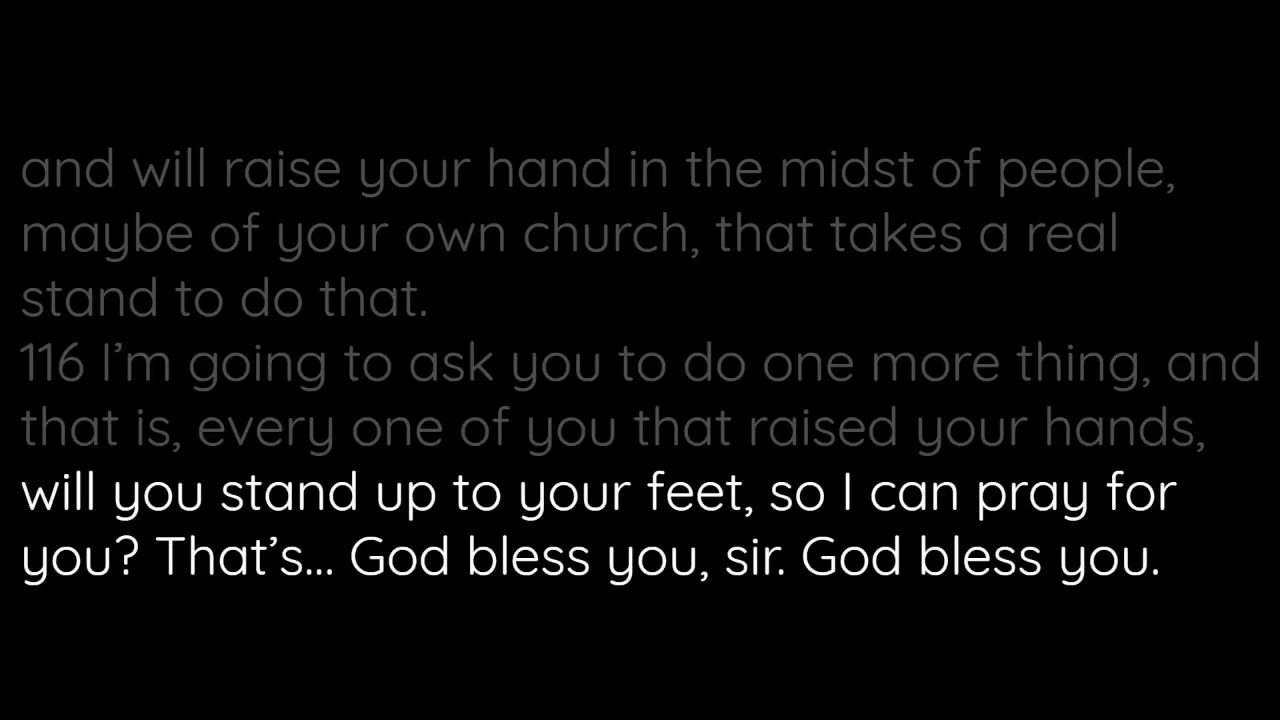 and will raise your hand in the midst of people,
maybe of your own church, that takes a real
stand to do that.
116 I’m going to ask you to do one more thing, and
that is, every one of you that raised your hands,
will you stand up to your feet, so I can pray for
you? That’s... God bless you, sir. God bless you.